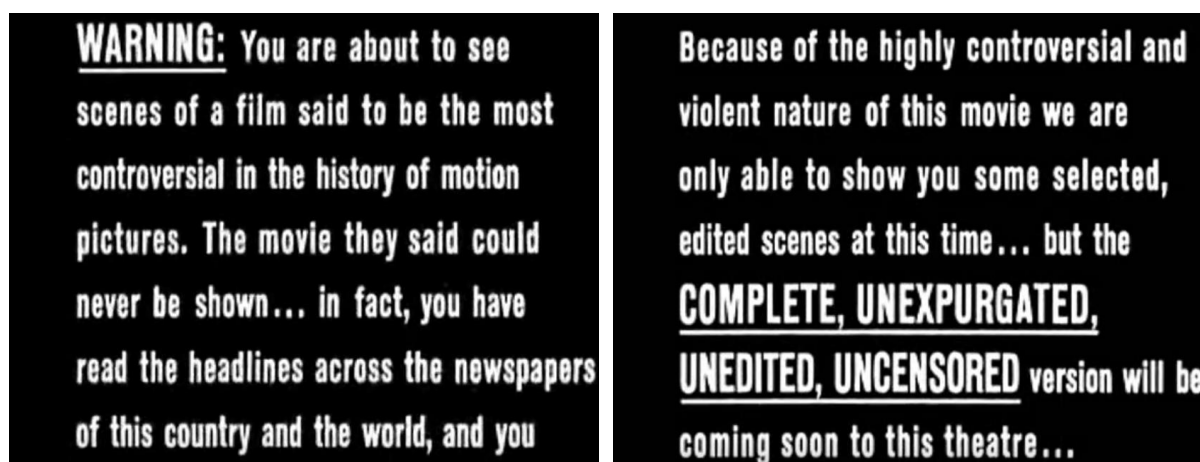 WARNING: You are about to see
scenes of a film said to be the most
controversial in the history of motion
pictures. The movie they said could
never be shown... in fact, you have
read the headlines across the newspapers
of this country and the world, and you
Because of the highly controversial and
violent nature of this movie we are
only able to show you some selected,
edited scenes at this time... but the
COMPLETE, UNEXPURGATED,
UNEDITED, UNCENSORED version will be
coming soon to this theatre...